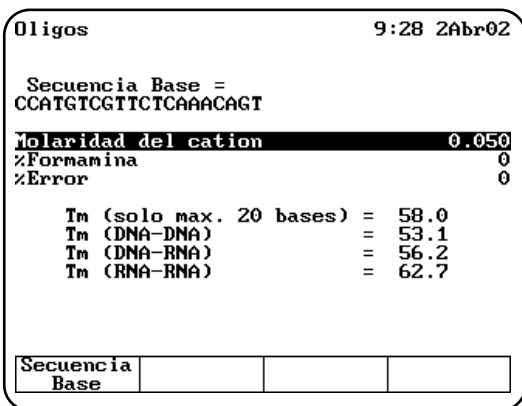 Oligos 9:28 2Abr02
Secuencia Base =
CCATGTCGTTCTCAAACAGT
Molaridad del cation 0.050
%Formamina 0
%Error 0
Tm (solo max. 20 bases) = 58.0
Tm (DNA-DNA) = 53.1
Tm (DNA-RNA) = 56.2
Tm (RNA-RNA) = 62.7
Secuencia
Base